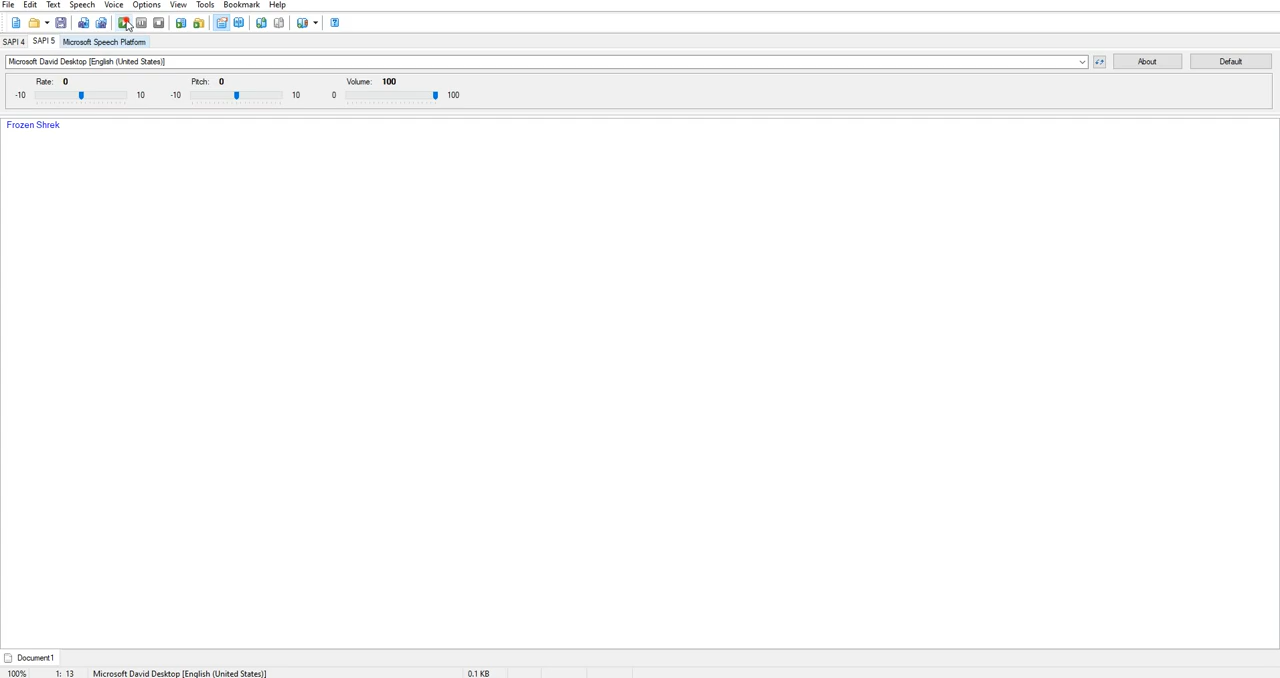 File Edit Text Speech Voice Options View Tools Bookmark Help
SAPI 4 SAPI 5 Microsoft Speech Platform
Microsoft David Desktop [English (United States)] About Default
Rate: 0 Pitch: 0 Volume: 100
-10 10 -10 10 0 100
Frozen Shrek
Document1
100% 1: 13 Microsoft David Desktop [English (United States)] 0.1 KB